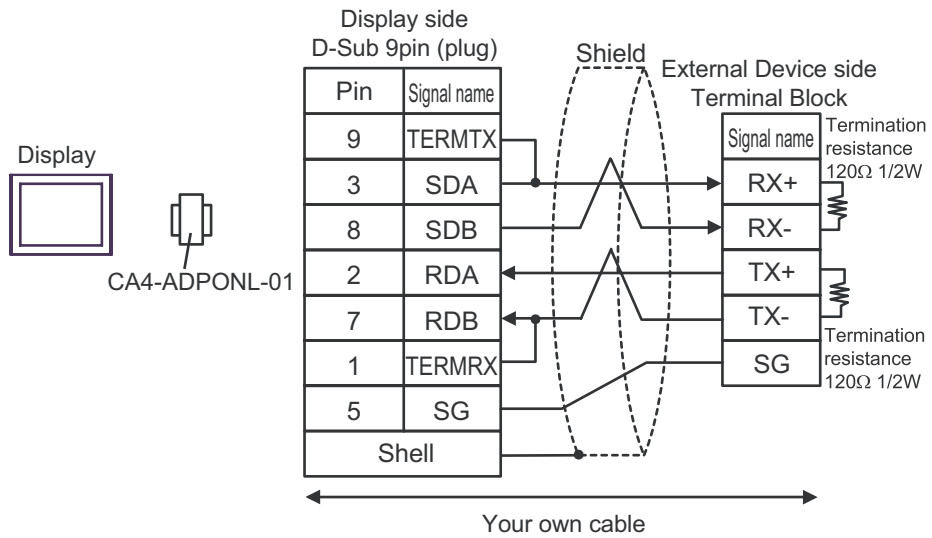 Display side
D-Sub 9pin (plug)
Shield
External Device side
Terminal Block
Pin Signal name
9 TERMTX
3 SDA
8 SDB
2 RDA
7 RDB
1 TERMRX
5 SG
Shell
Signal name
RX+
RX-
TX+
TX-
SG
Termination
resistance
120Ω 1/2W
Termination
resistance
120Ω 1/2W
Display
CA4-ADPONL-01
Your own cable